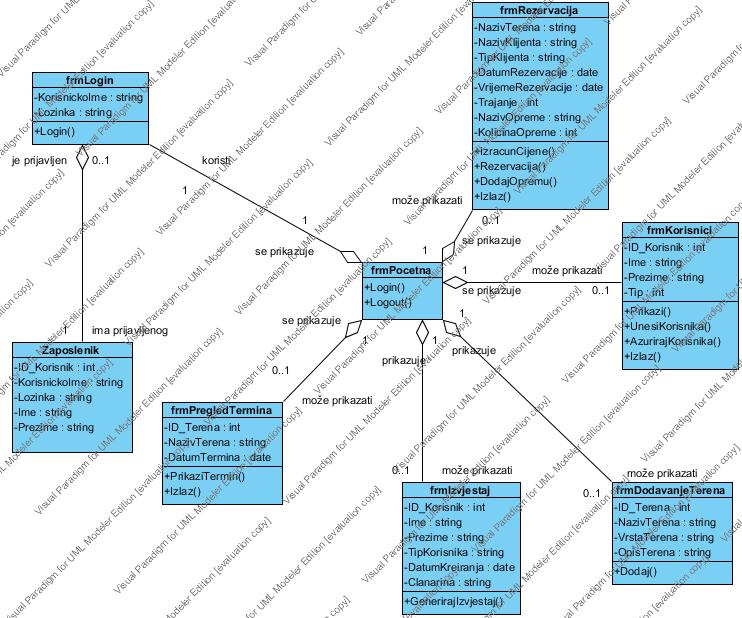 frmRezervacija
-NazivTerena : string
-NazivKlijenta : string
-TipKlijenta : string
-DatumRezervacije : date
-VrijemeRezervacije : date
-Trajanje : int
-NazivOpreme : string
-KolicinaOpreme : int
+IzracunCijene()
+Rezervacija()
+DodajOpremu()
+Izlaz()
frmLogin
-KorisnickoIme : string
-Lozinka : string
+Login()
je prijavljen
0..1
koristi
1
1
se prikazuje
može prikazati
0..1
1
se prikazuje
frmKorisnici
-ID_Korisnik : int
-Ime : string
-Prezime : string
-Tip : int
+Prikazi()
+UnesiKorisnika()
+AzurirajKorisnika()
+Izlaz()
frmPocetna
+Login()
+Logout()
1
može prikazati
se prikazuje
0..1
1
ima prijavljenog
Zaposlenik
-ID_Korisnik : int
-KorisnickoIme : string
-Lozinka : string
-Ime : string
-Prezime : string
se prikazuje
1
0..1
može prikazati
frmPregledTermina
-ID_Terena : int
-NazivTerena : string
-DatumTermina : date
+PrikaziTermini()
+Izlaz()
1
prikazuje
0..1
može prikazati
frmIzvjestaj
-ID_Korisnik : int
-Ime : string
-Prezime : string
-TipKorisnika : string
-DatumKreiranja : date
-Clanarina : string
+GenerirajIzvjestaj()
1
prikazuje
može prikazati
0..1
frmDodavanjeTerena
-ID_Terena : int
-NazivTerena : string
-VrstaTerena : string
-OpisTerena : string
+Dodaj()
Visual Paradigm for UML Modeler Edition [evaluation copy]